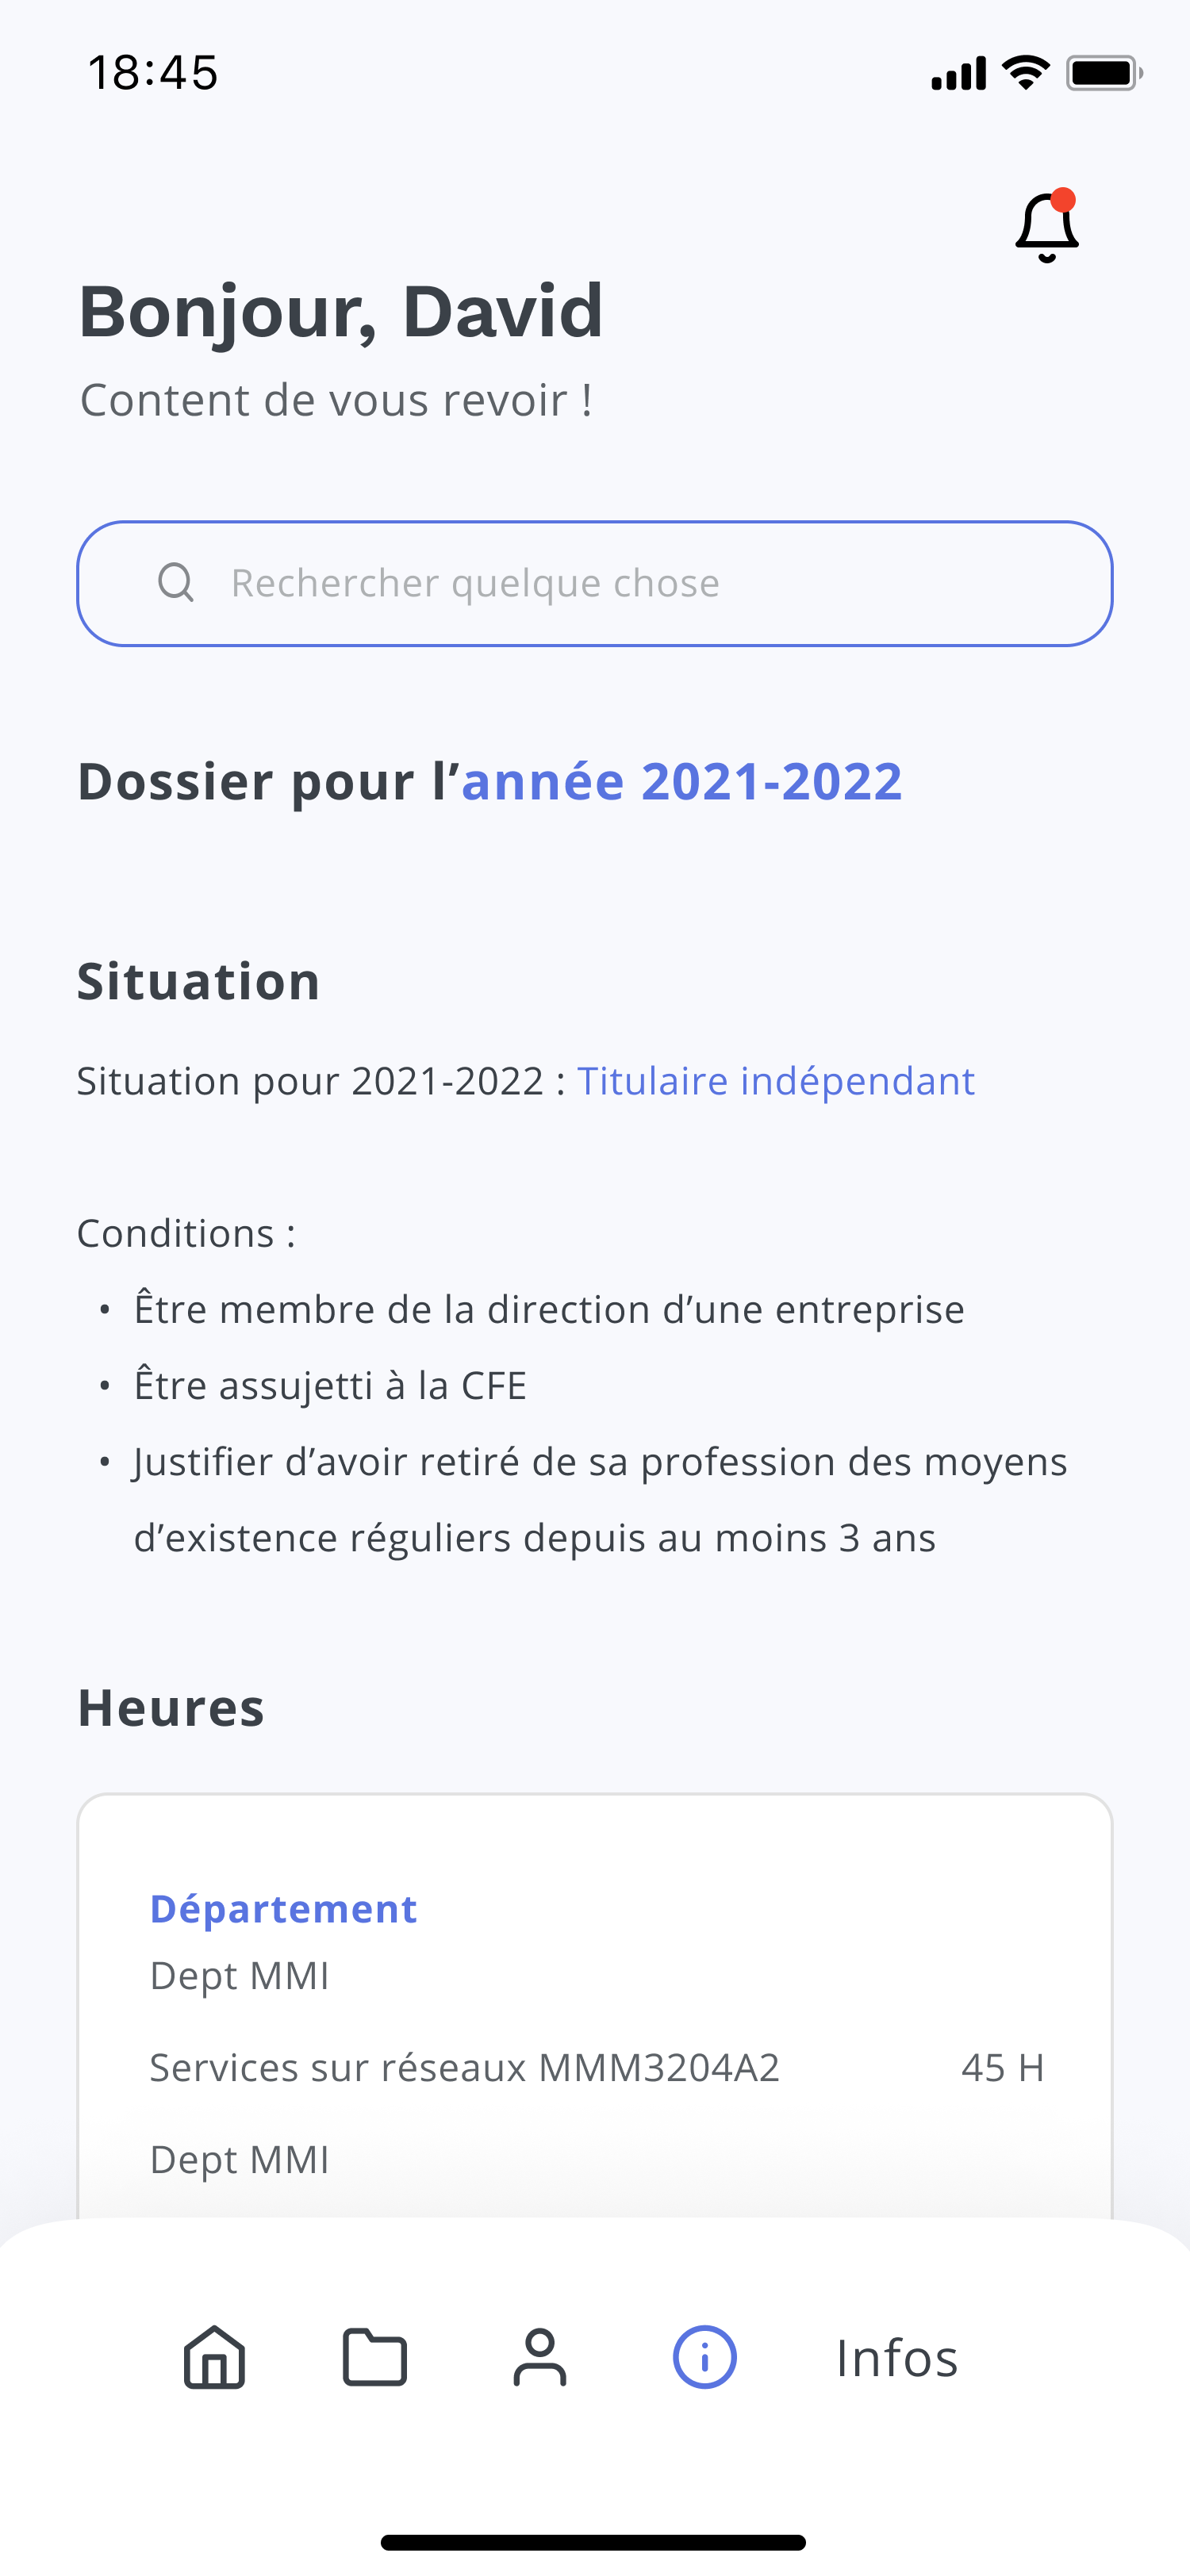 18:45
Bonjour, David
Content de vous revoir !
Rechercher quelque chose
Dossier pour l’année 2021-2022
Situation
Situation pour 2021-2022 : Titulaire indépendant
Conditions :
• Être membre de la direction d’une entreprise
• Être assujetti à la CFE
• Justifier d’avoir retiré de sa profession des moyens
d’existence réguliers depuis au moins 3 ans
Heures
Département
Dept MMI
Services sur réseaux MMM3204A2 45 H
Dept MMI
Infos